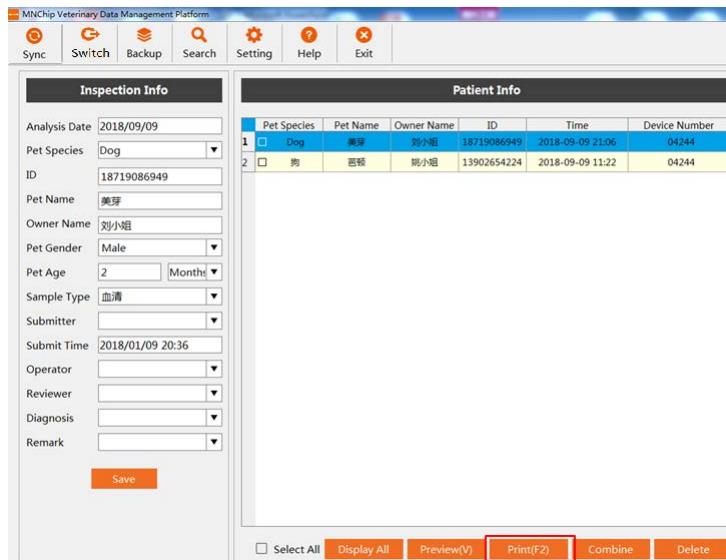 MNChip Veterinary Data Management Platform
Sync Switch Backup Search Setting Help Exit
Inspection Info
Analysis Date 2018/09/09
Pet Species Dog
ID 18719086949
Pet Name 美芽
Owner Name 刘小姐
Pet Gender Male
Pet Age 2 Months
Sample Type 血清
Submitter
Submit Time 2018/01/09 20:36
Operator
Reviewer
Diagnosis
Remark
Save
Patient Info
Pet Species Pet Name Owner Name ID Time Device Number
1 Dog 美芽 刘小姐 18719086949 2018-09-09 21:06 04244
2 狗 芭顿 姚小姐 13902654224 2018-09-09 11:22 04244
Select All Display All Preview(V) Print(F2) Combine Delete